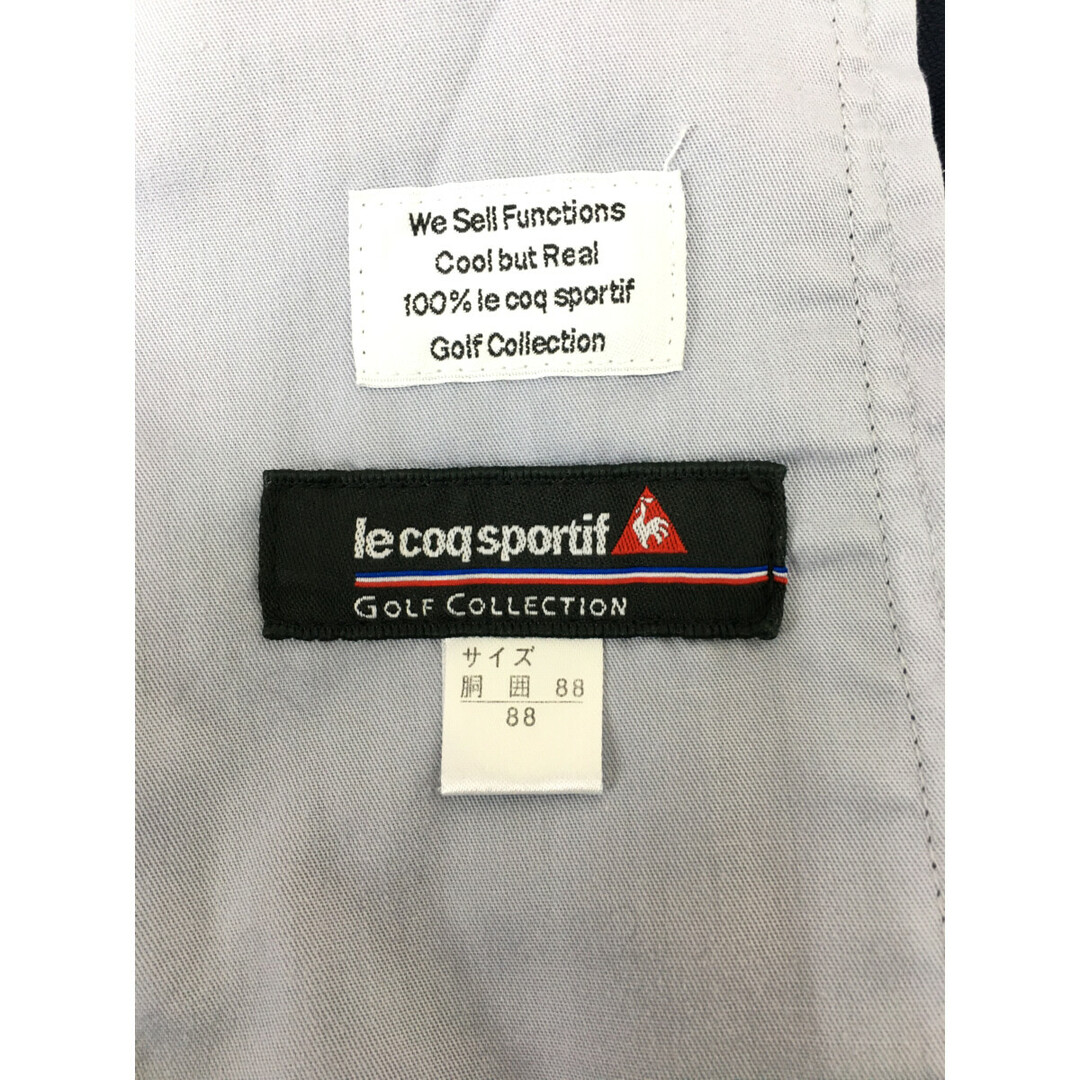 We Sell Functions
Cool but Real
100% le coq sportif
Golf Collection
le coq sportif
GOLF COLLECTION
サイズ
胴 囲 88
88